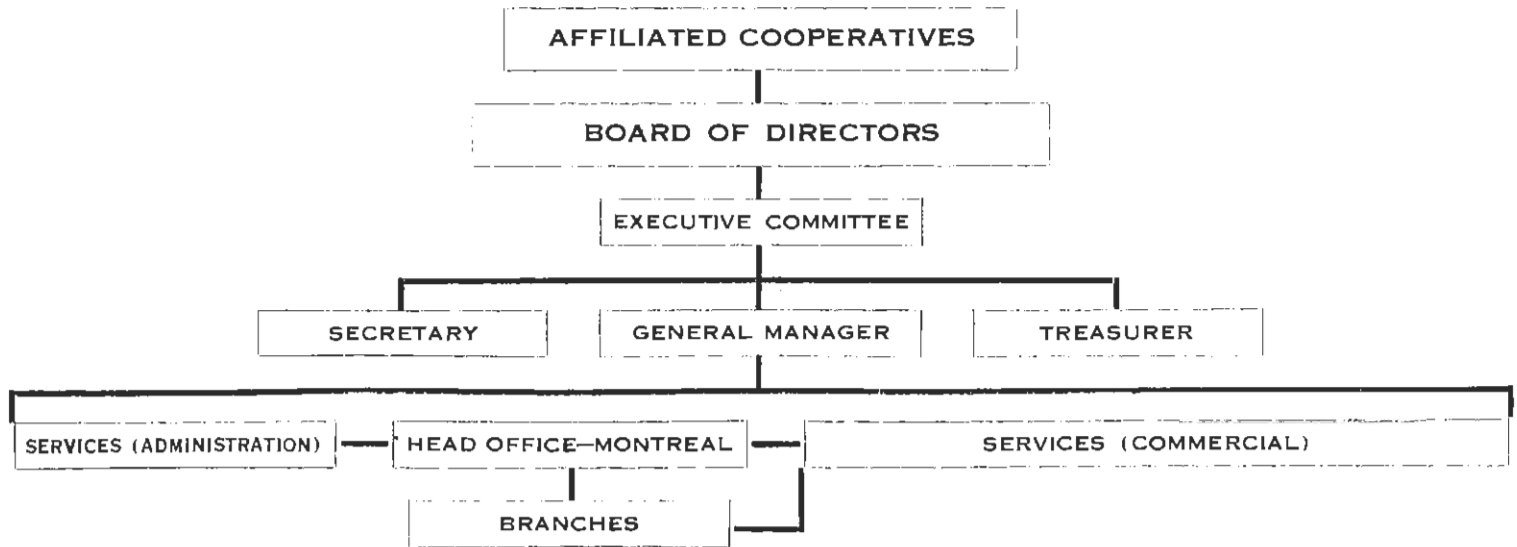 AFFILIATED COOPERATIVES
BOARD OF DIRECTORS
EXECUTIVE COMMITTEE
SECRETARY
GENERAL MANAGER
TREASURER
SERVICES (ADMINISTRATION)
HEAD OFFICE—MONTREAL
SERVICES (COMMERCIAL)
BRANCHES